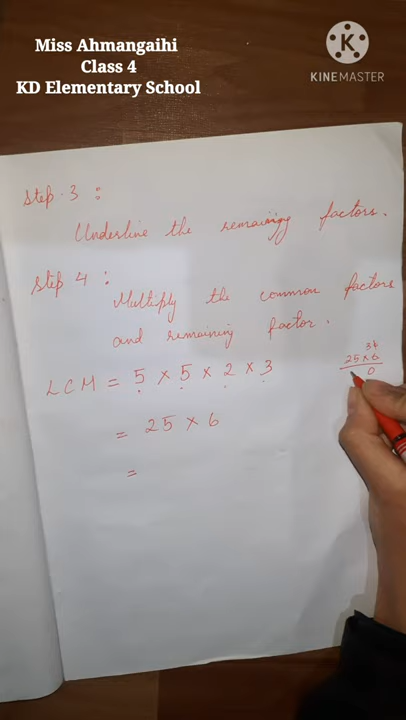 Miss Ahmangaihi
Class 4
KD Elementary School
KINEMASTER
Step 3 :
Underline the remaining factors.
Step 4 :
Multiply the common factors
and remaining factor.
LCM = 5 × 5 × 2 × 3
= 25 × 6
=
25 × 6
0